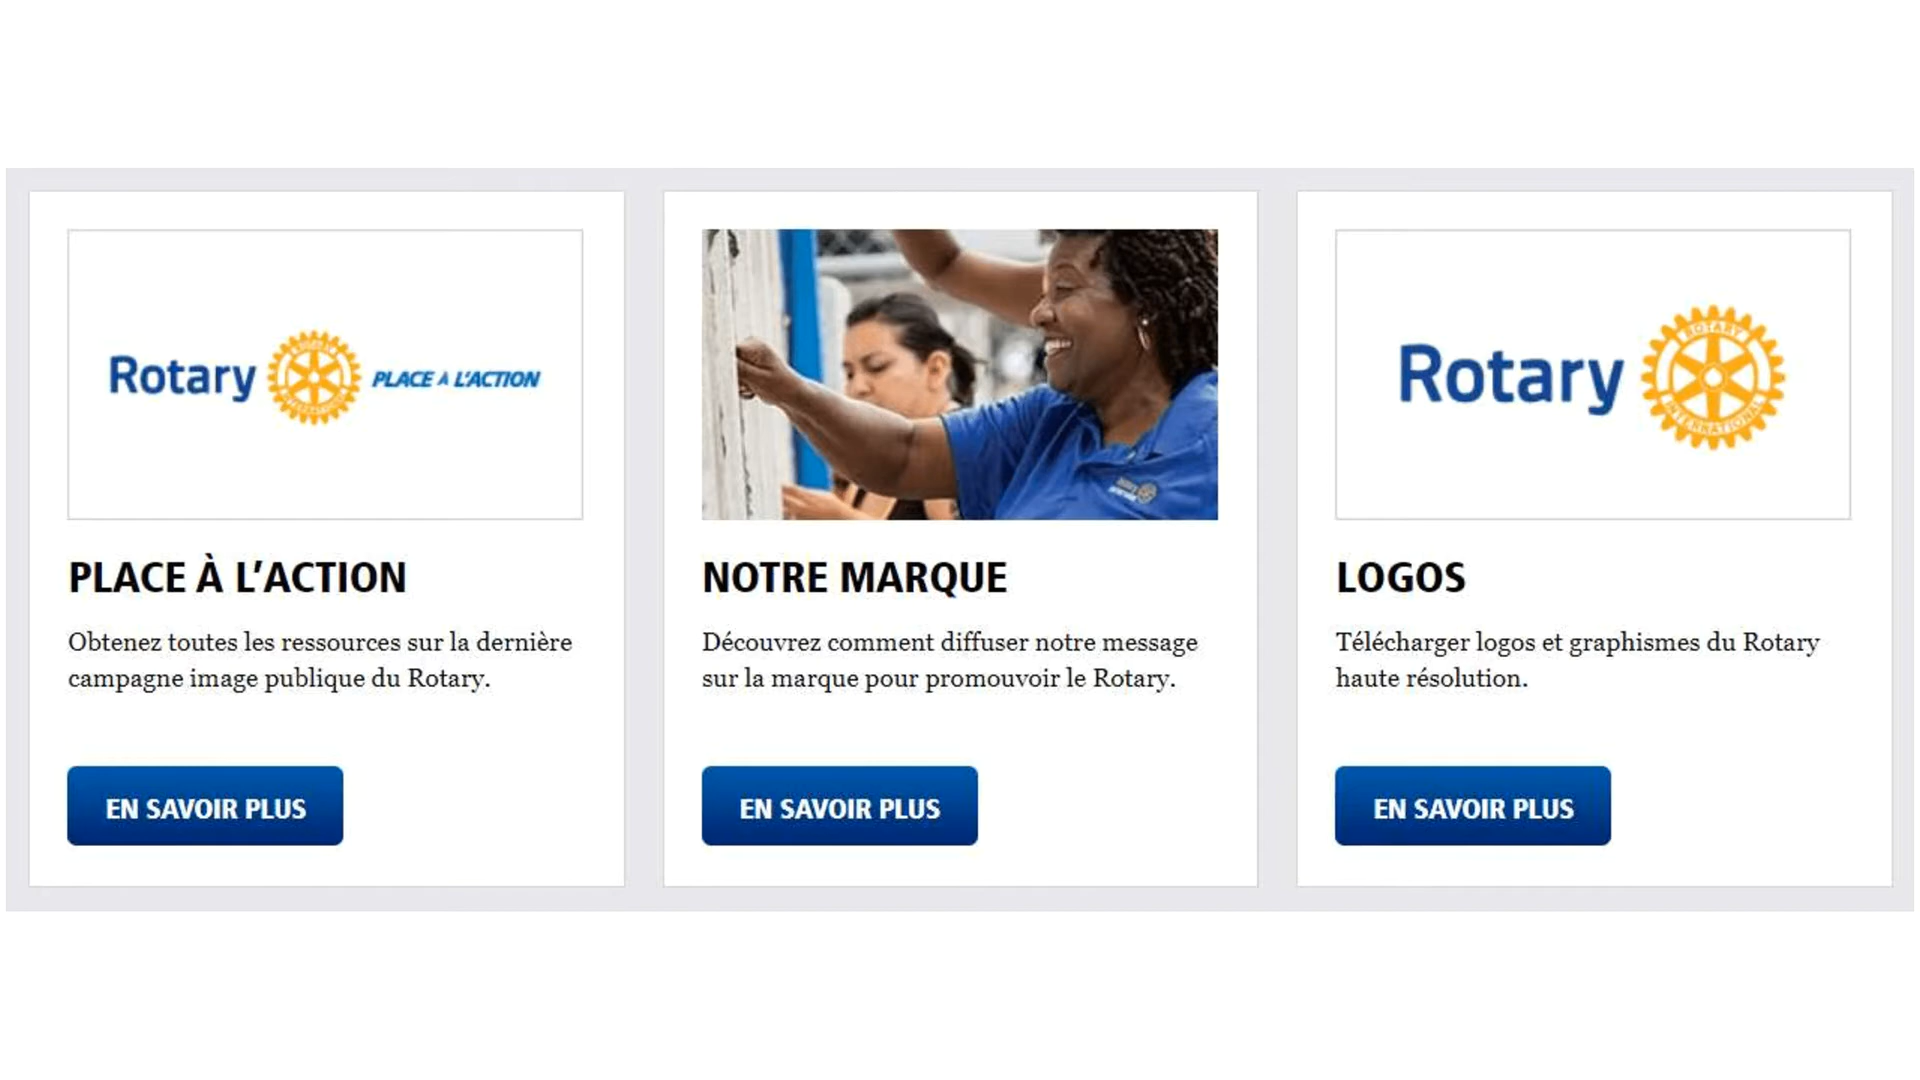 Rotary
ROTARY
INTERNATIONAL
PLACE À L'ACTION
PLACE À L'ACTION
Obtenez toutes les ressources sur la dernière
campagne image publique du Rotary.
EN SAVOIR PLUS
NOTRE MARQUE
Découvrez comment diffuser notre message
sur la marque pour promouvoir le Rotary.
EN SAVOIR PLUS
Rotary
ROTARY
INTERNATIONAL
LOGOS
Télécharger logos et graphismes du Rotary
haute résolution.
EN SAVOIR PLUS